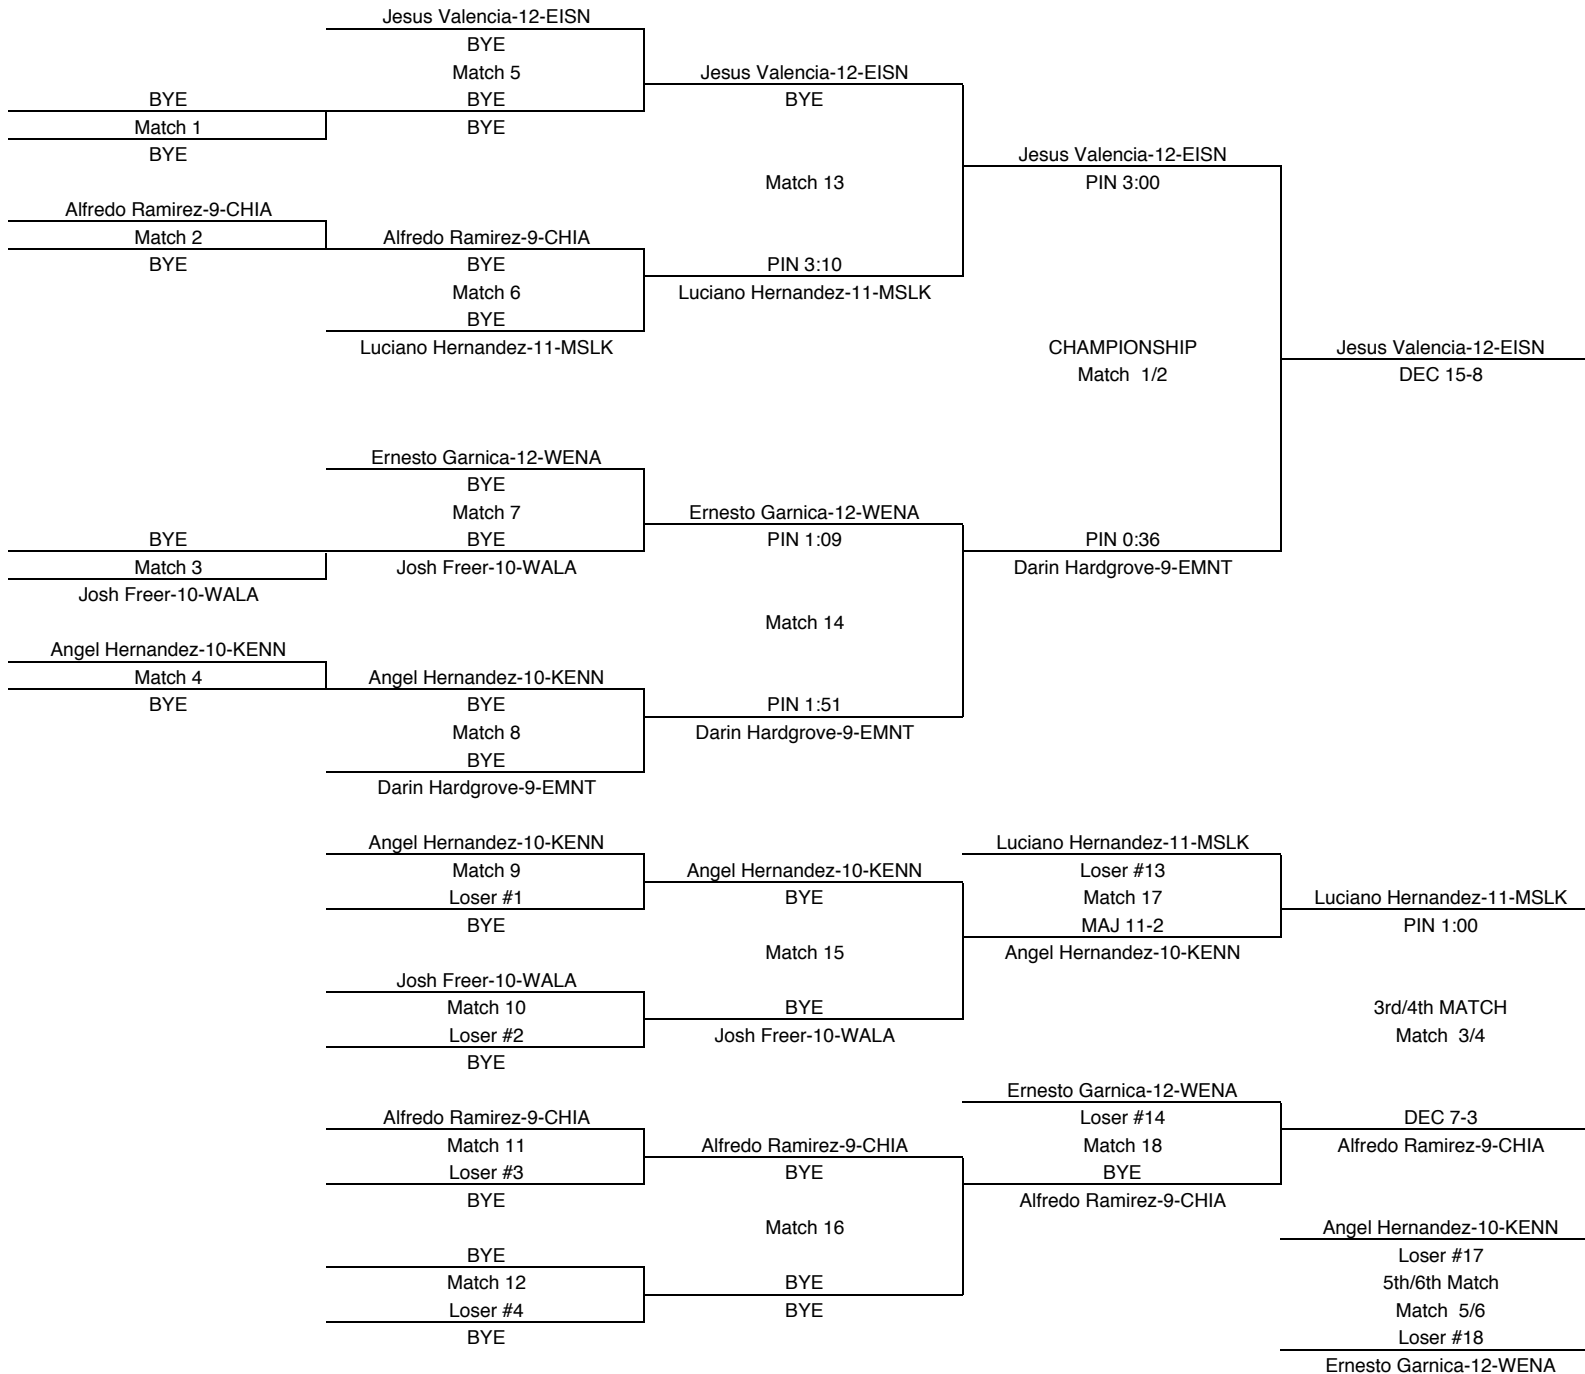 Jesus Valencia-12-EISN
BYE
Match 5
BYE
BYE
BYE
Match 1
BYE
Jesus Valencia-12-EISN
BYE
Match 13
Jesus Valencia-12-EISN
PIN 3:00
Alfredo Ramirez-9-CHIA
Match 2
BYE
Alfredo Ramirez-9-CHIA
BYE
Match 6
BYE
Luciano Hernandez-11-MSLK
PIN 3:10
Luciano Hernandez-11-MSLK
CHAMPIONSHIP
Match 1/2
Jesus Valencia-12-EISN
DEC 15-8
Ernesto Garnica-12-WENA
BYE
Match 7
BYE
Josh Freer-10-WALA
BYE
Match 3
Josh Freer-10-WALA
Ernesto Garnica-12-WENA
PIN 1:09
Match 14
PIN 0:36
Darin Hardgrove-9-EMNT
Angel Hernandez-10-KENN
Match 4
BYE
Angel Hernandez-10-KENN
BYE
Match 8
BYE
Darin Hardgrove-9-EMNT
PIN 1:51
Darin Hardgrove-9-EMNT
Angel Hernandez-10-KENN
Match 9
Loser #1
BYE
Angel Hernandez-10-KENN
BYE
Match 15
Luciano Hernandez-11-MSLK
Loser #13
Match 17
MAJ 11-2
Angel Hernandez-10-KENN
Luciano Hernandez-11-MSLK
PIN 1:00
Josh Freer-10-WALA
Match 10
Loser #2
BYE
BYE
Josh Freer-10-WALA
3rd/4th MATCH
Match 3/4
Alfredo Ramirez-9-CHIA
Match 11
Loser #3
BYE
Alfredo Ramirez-9-CHIA
BYE
Match 16
Ernesto Garnica-12-WENA
Loser #14
Match 18
BYE
Alfredo Ramirez-9-CHIA
DEC 7-3
Alfredo Ramirez-9-CHIA
BYE
Match 12
Loser #4
BYE
BYE
BYE
Angel Hernandez-10-KENN
Loser #17
5th/6th Match
Match 5/6
Loser #18
Ernesto Garnica-12-WENA